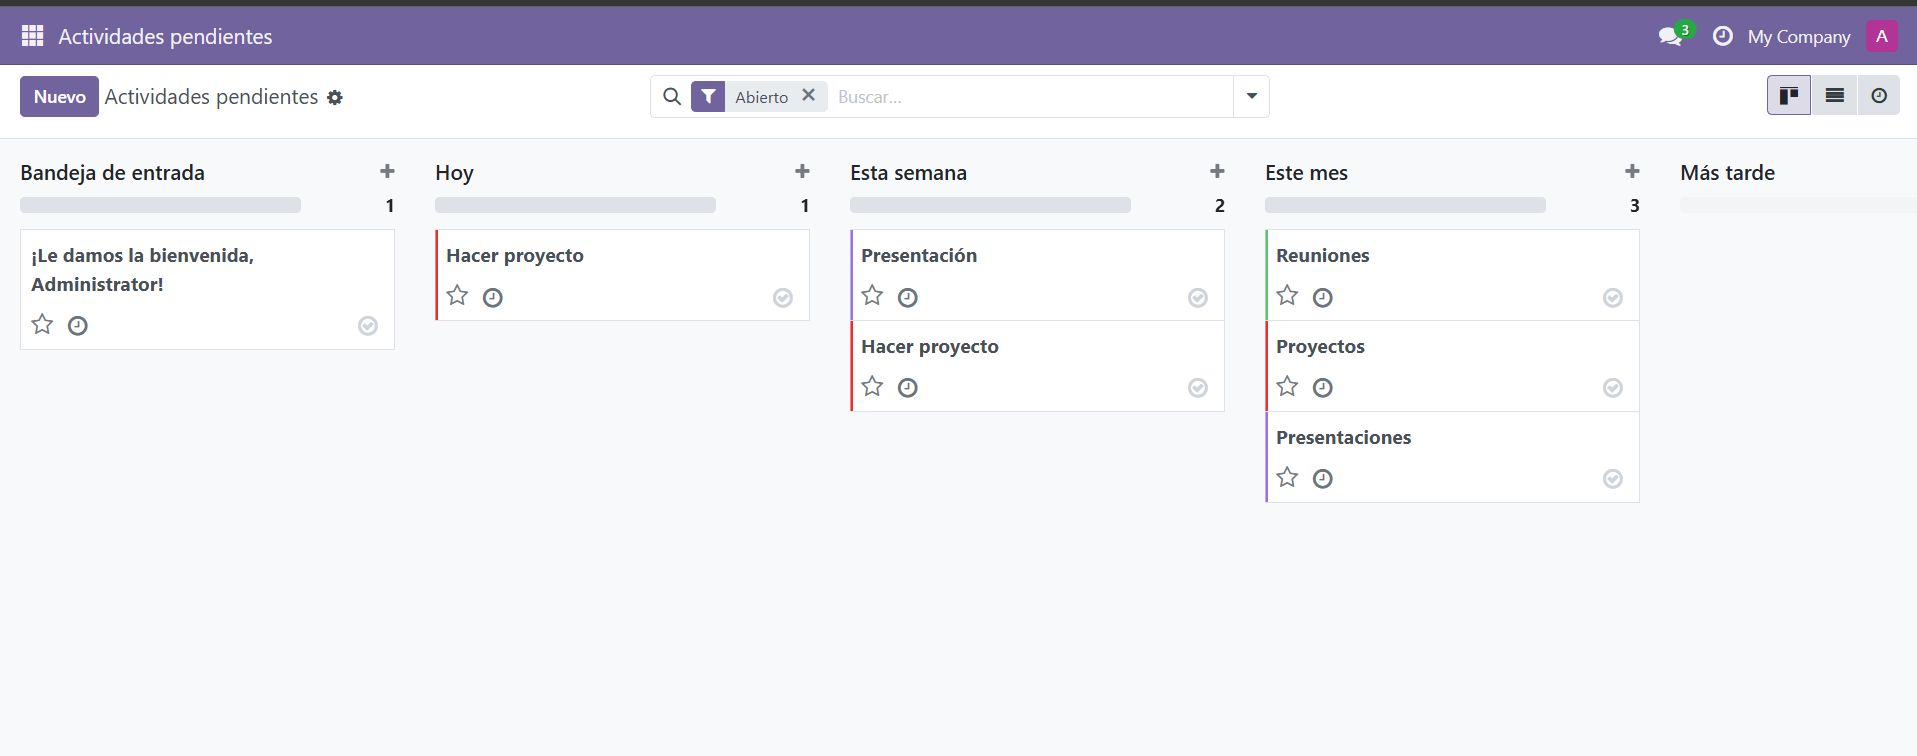 Actividades pendientes
3
My Company
A
Nuevo
Actividades pendientes
Abierto
Buscar...
Bandeja de entrada
1
¡Le damos la bienvenida,
Administrator!
Hoy
1
Hacer proyecto
Esta semana
2
Presentación
Hacer proyecto
Este mes
3
Reuniones
Proyectos
Presentaciones
Más tarde